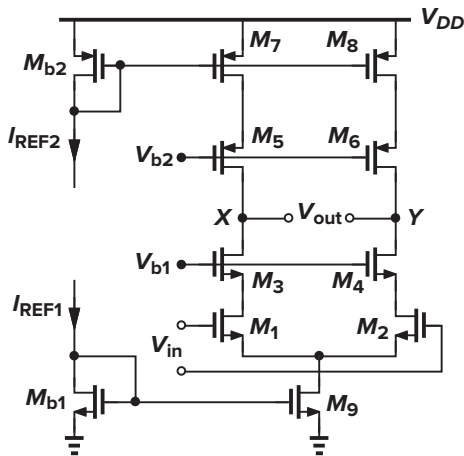 V_DD
M_b2 M_7 M_8
I_REF2 V_b2 M_5 M_6
X V_out Y
V_b1 M_3 M_4
I_REF1 V_in M_1 M_2
M_b1 M_9